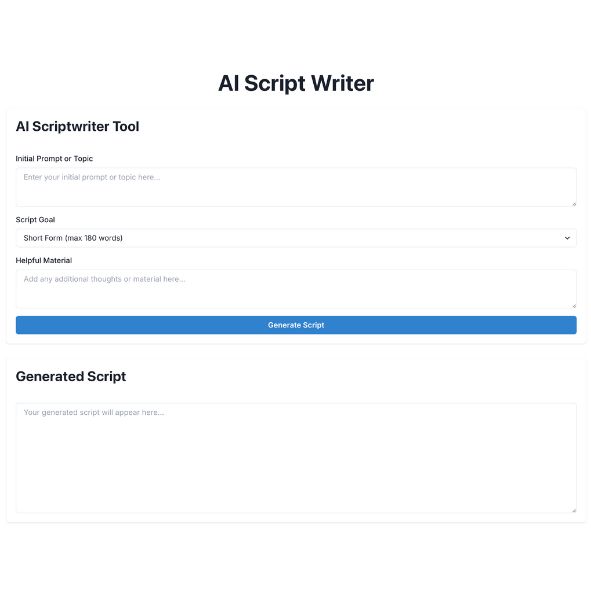 AI Script Writer
AI Scriptwriter Tool
Initial Prompt or Topic
Enter your initial prompt or topic here...
Script Goal
Short Form (max 180 words)
Helpful Material
Add any additional thoughts or material here...
Generate Script
Generated Script
Your generated script will appear here...